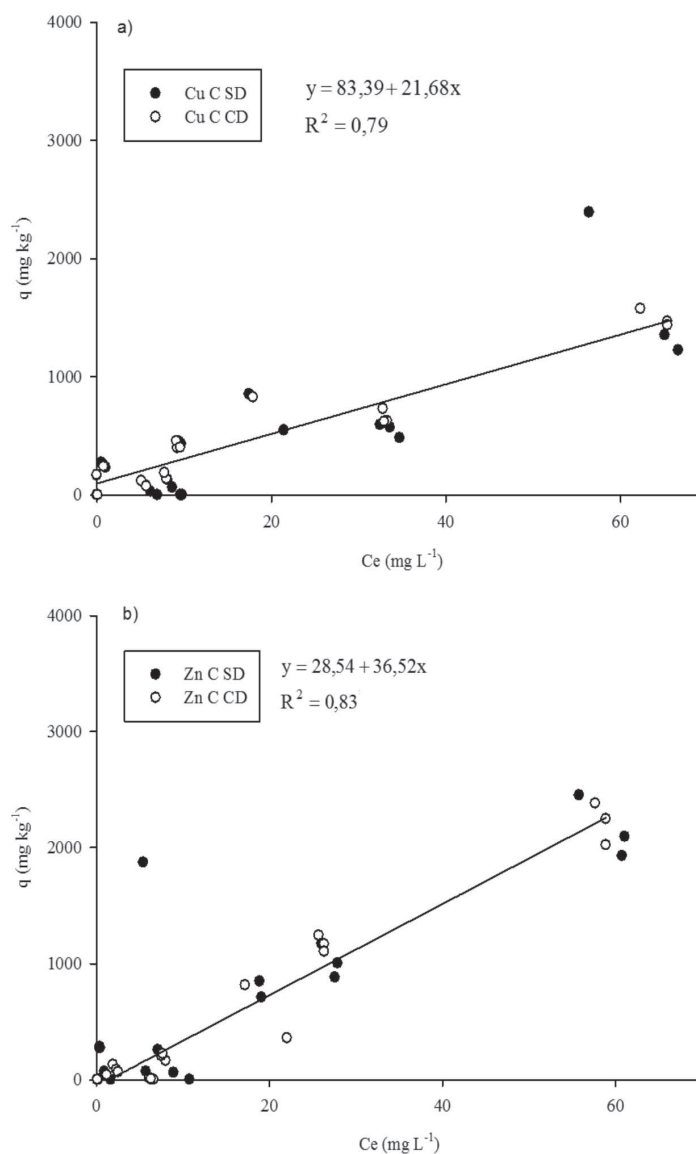 a)
4000
Cu C SD
Cu C CD
y = 83,39 + 21,68x
R² = 0,79
3000
2000
1000
0
q (mg kg⁻¹)
0 20 40 60
Ce (mg L⁻¹)
b)
4000
Zn C SD
Zn C CD
y = 28,54 + 36,52x
R² = 0,83
3000
2000
1000
0
q (mg kg⁻¹)
0 20 40 60
Ce (mg L⁻¹)